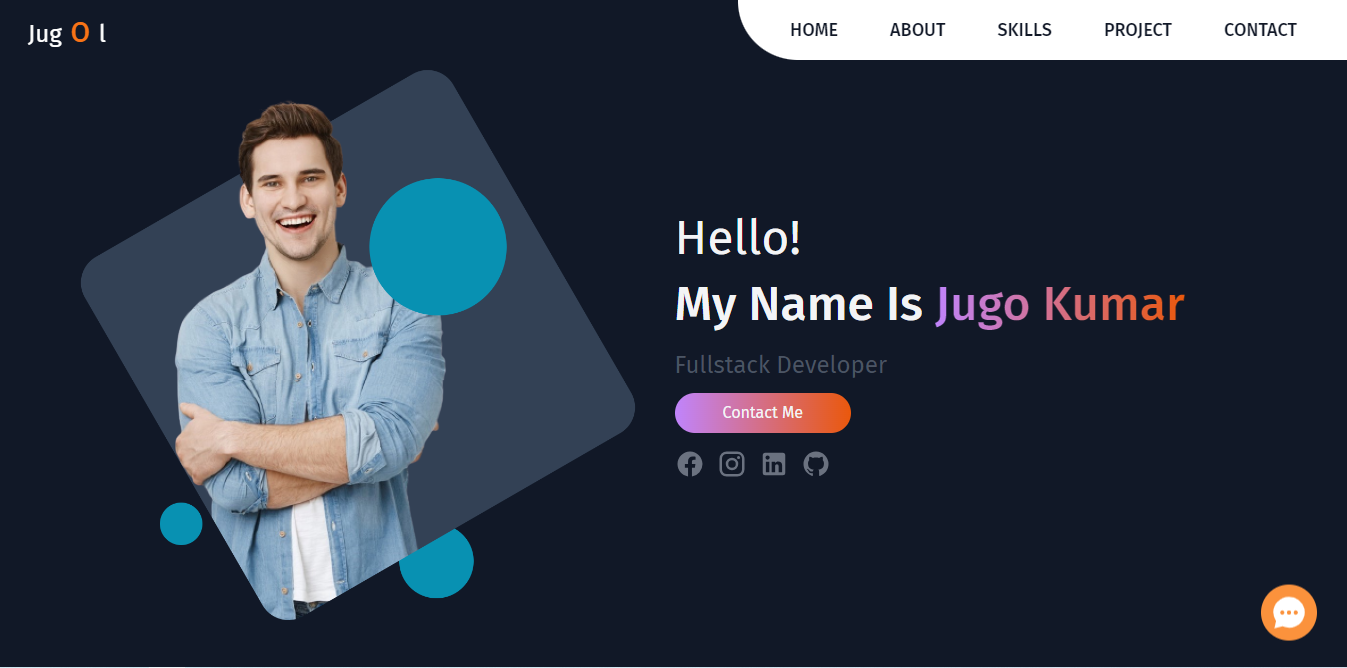 Jug O l
HOME ABOUT SKILLS PROJECT CONTACT
Hello!
My Name Is Jugo Kumar
Fullstack Developer
Contact Me